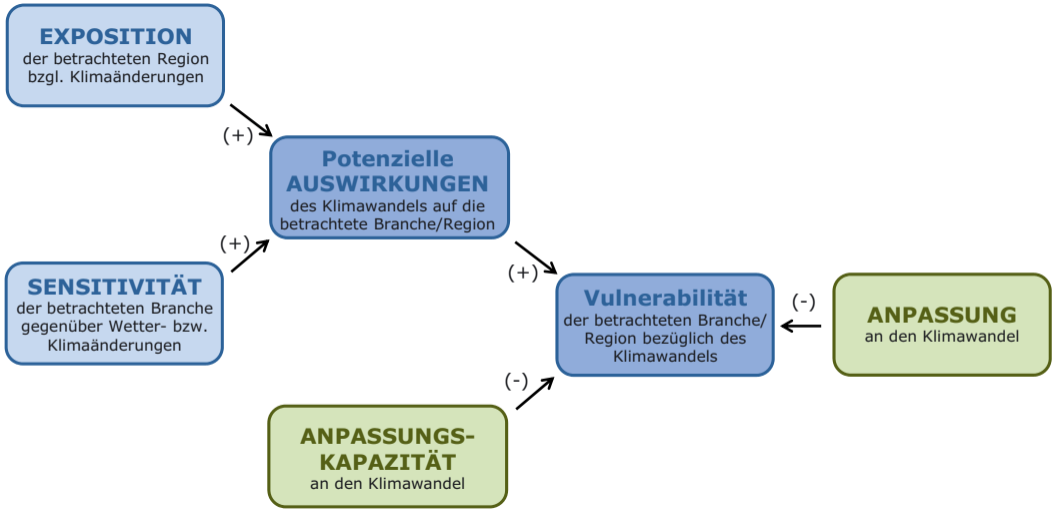 EXPOSITION
der betrachteten Region
bzgl. Klimaänderungen
(+)
Potenzielle
AUSWIRKUNGEN
des Klimawandels auf die
betrachtete Branche/Region
(+)
SENSITIVITÄT
der betrachteten Branche
gegenüber Wetter- bzw.
Klimaänderungen
(+)
Vulnerabilität
der betrachteten Branche/
Region bezüglich des
Klimawandels
(-)
ANPASSUNG
an den Klimawandel
(-)
ANPASSUNGS-
KAPAZITÄT
an den Klimawandel